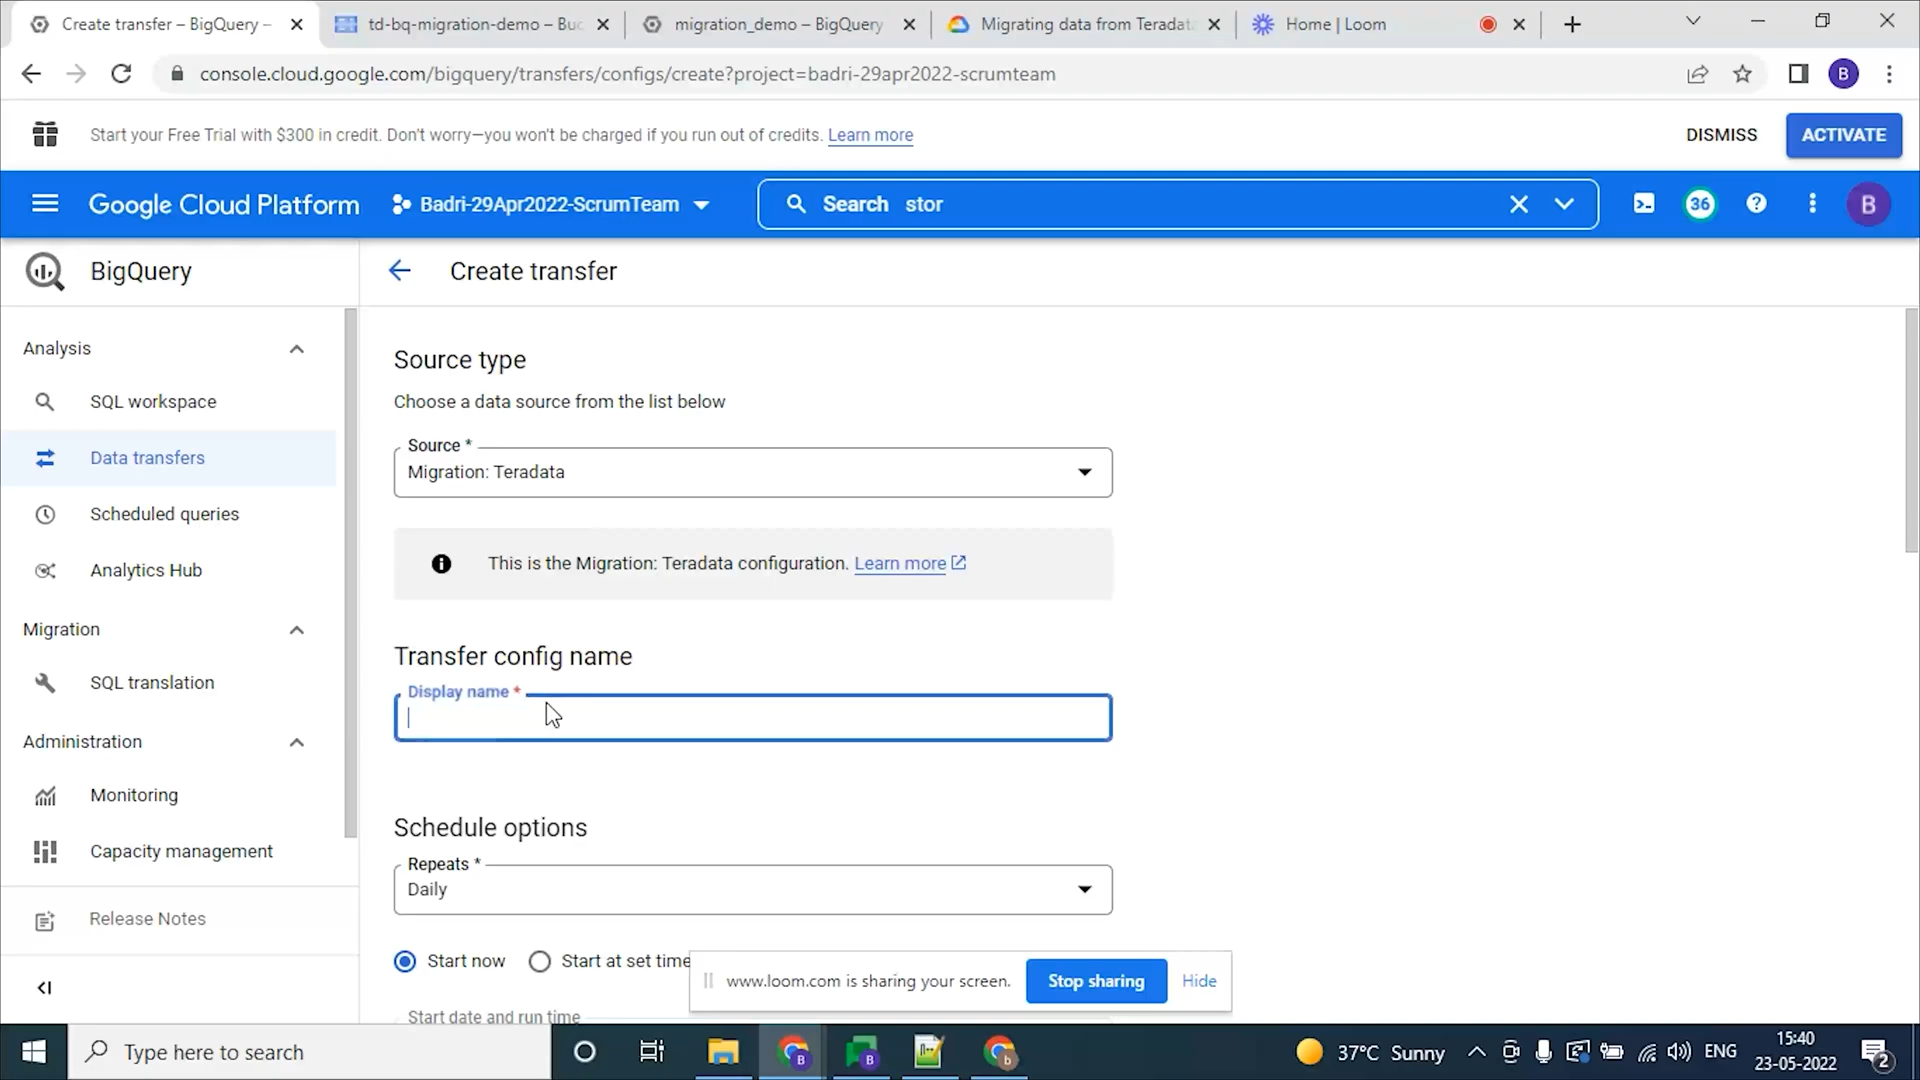 Create transfer – BigQuery –
td-bq-migration-demo – Buc
migration_demo – BigQuery
Migrating data from Teradat
Home | Loom
console.cloud.google.com/bigquery/transfers/configs/create?project=badri-29apr2022-scrumteam
B
Start your Free Trial with $300 in credit. Don't worry—you won't be charged if you run out of credits. Learn more
DISMISS
ACTIVATE
Google Cloud Platform
Badri-29Apr2022-ScrumTeam
Search stor
36
B
BigQuery
Create transfer
Analysis
SQL workspace
Data transfers
Scheduled queries
Analytics Hub
Migration
SQL translation
Administration
Monitoring
Capacity management
Release Notes
Source type
Choose a data source from the list below
Source *
Migration: Teradata
This is the Migration: Teradata configuration. Learn more
Transfer config name
Display name *
Schedule options
Repeats *
Daily
Start now
Start at set time
Start date and run time
www.loom.com is sharing your screen.
Stop sharing
Hide
Type here to search
B
B
b
37°C Sunny
ENG
15:40
23-05-2022
2